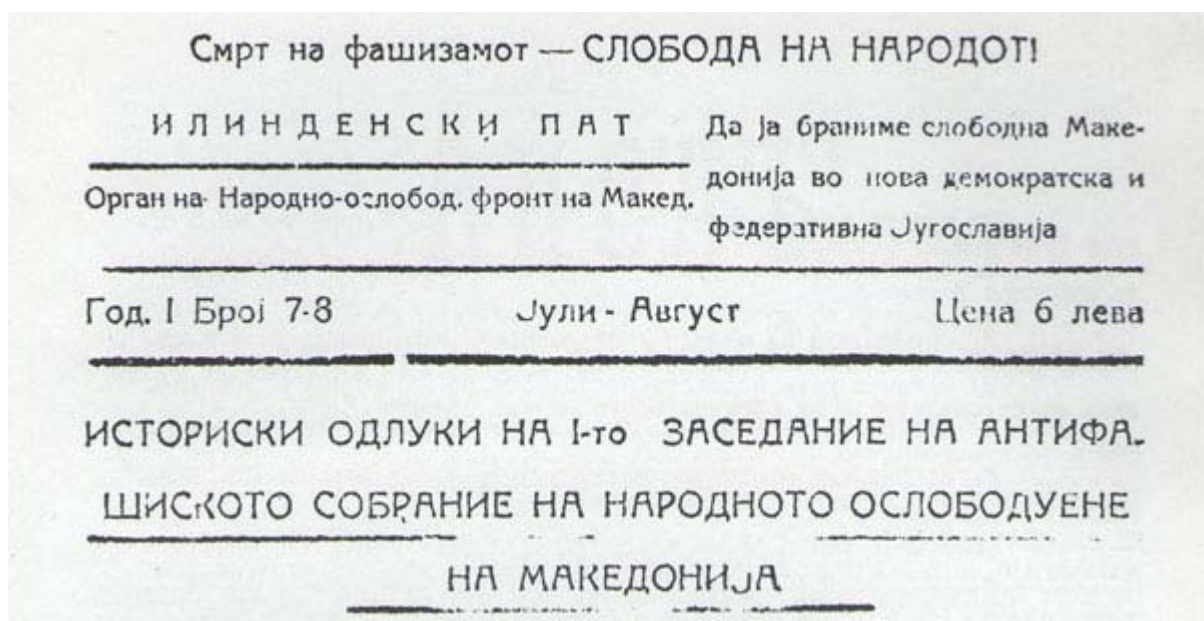 Смрт на фашизамот — СЛОБОДА НА НАРОДОТ!
ИЛИНДЕНСКИ ПАТ
Орган на Народно-ослобод. фронт на Макед.
Да ја браниме слободна Маке-
донија во нова демократска и
федеративна Југославија
Год. I Број 7-8 Јули - Август Цена 6 лева
ИСТОРИСКИ ОДЛУКИ НА I-то ЗАСЕДАНИЕ НА АНТИФА-
ШИСКОТО СОБРАНИЕ НА НАРОДНОТО ОСЛОБОДУЕНЕ
НА МАКЕДОНИЈА